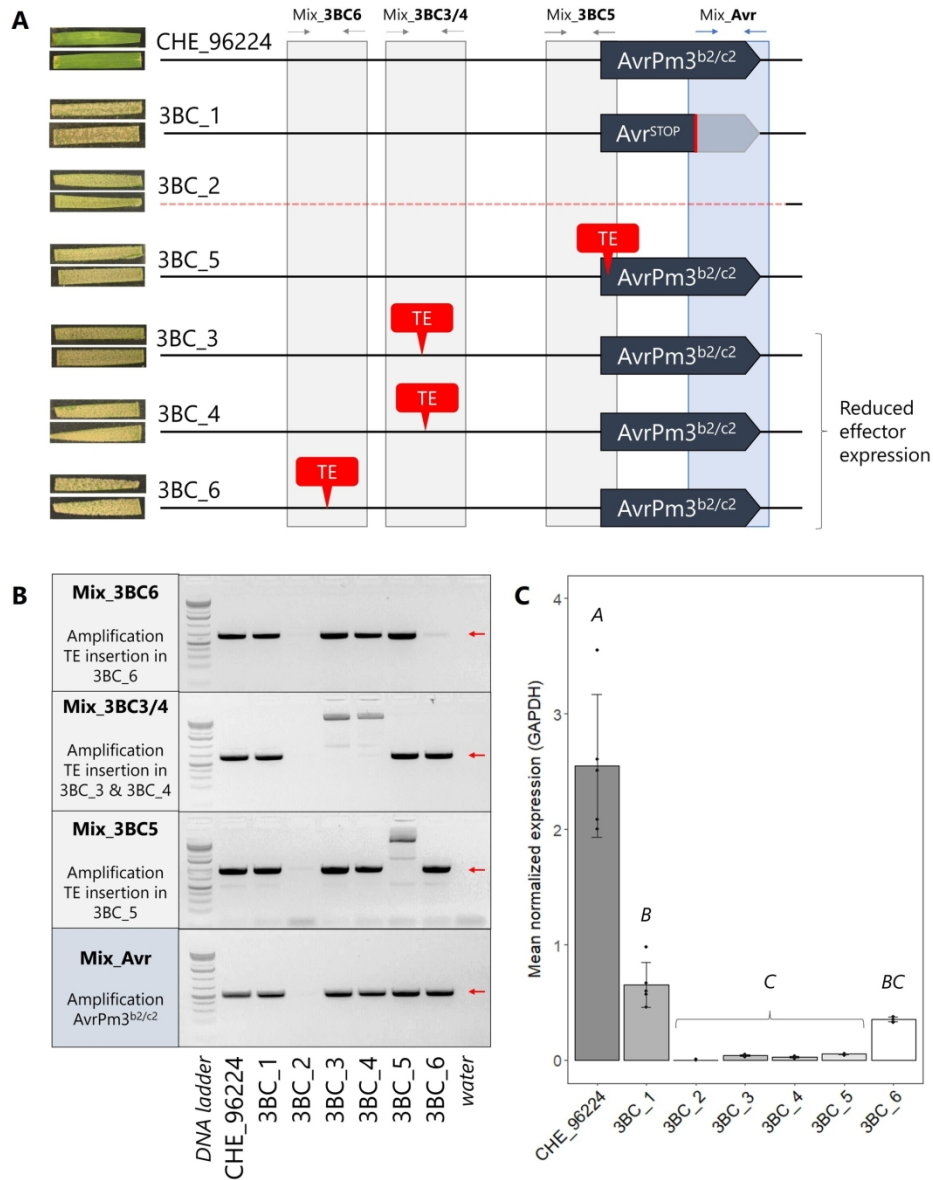 A
Mix_3BC6
Mix_3BC3/4
Mix_3BC5
Mix_Avr
CHE_96224
AvrPm3b2/c2
3BC_1
AvrSTOP
3BC_2
TE
3BC_5
AvrPm3b2/c2
TE
3BC_3
AvrPm3b2/c2
TE
3BC_4
AvrPm3b2/c2
TE
3BC_6
AvrPm3b2/c2
Reduced
effector
expression
B
Mix_3BC6
Amplification
TE insertion in
3BC_6
Mix_3BC3/4
Amplification
TE insertion in
3BC_3 & 3BC_4
Mix_3BC5
Amplification
TE insertion in
3BC_5
Mix_Avr
Amplification
AvrPm3b2/c2
DNA ladder
CHE_96224
3BC_1
3BC_2
3BC_3
3BC_4
3BC_5
3BC_6
water
C
Mean normalized expression (GAPDH)
4
3
2
1
0
A
B
C
BC
CHE_96224
3BC_1
3BC_2
3BC_3
3BC_4
3BC_5
3BC_6